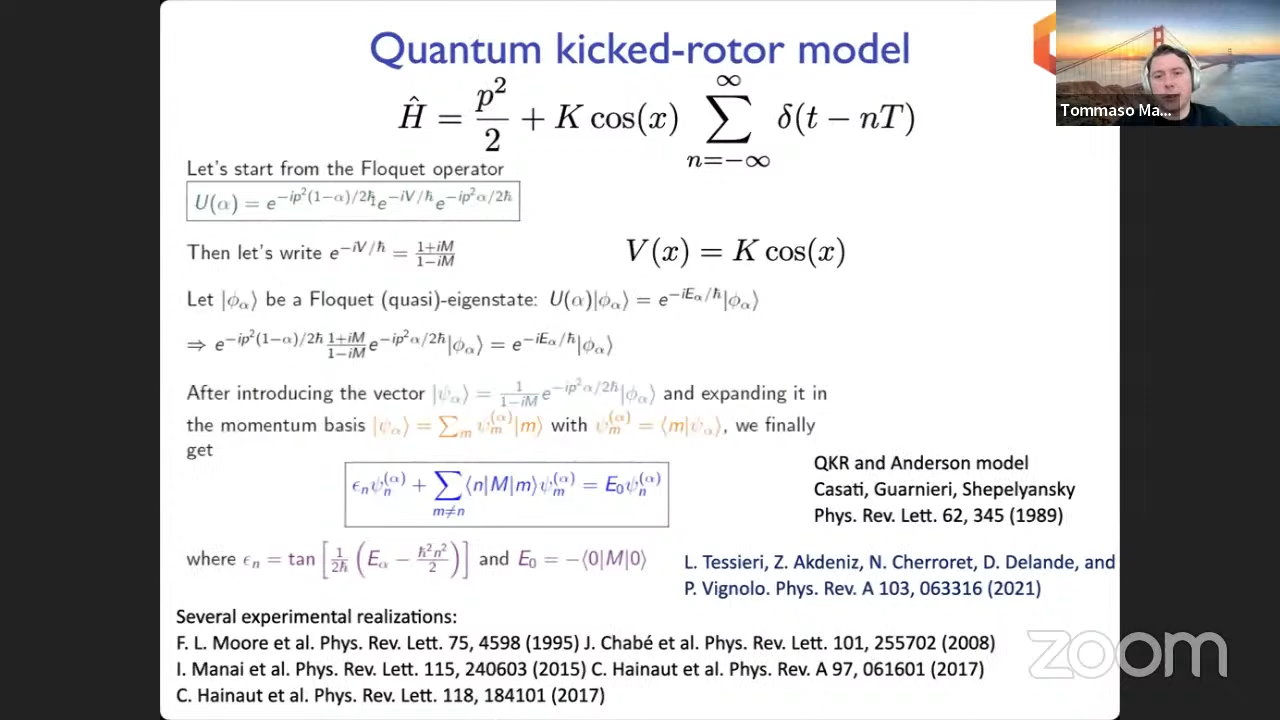 Quantum kicked-rotor model
Ĥ = p²/2 + K cos(x) ∑_{n=−∞}^{∞} δ(t − nT)
Tommaso Ma...
Let's start from the Floquet operator
U(α) = e^{−ip²(1−α)/2ℏ} e^{−iV/ℏ} e^{−ip²α/2ℏ}
Then let's write e^{−iV/ℏ} = (1+iM)/(1−iM)
V(x) = K cos(x)
Let |ϕ_α⟩ be a Floquet (quasi)-eigenstate: U(α)|ϕ_α⟩ = e^{−iE_α/ℏ}|ϕ_α⟩
⇒ e^{−ip²(1−α)/2ℏ} (1+iM)/(1−iM) e^{−ip²α/2ℏ}|ϕ_α⟩ = e^{−iE_α/ℏ}|ϕ_α⟩
After introducing the vector |ψ_α⟩ = 1/(1−iM) e^{−ip²α/2ℏ}|ϕ_α⟩ and expanding it in
the momentum basis |ψ_α⟩ = ∑_m ψ_m^{(α)}|m⟩ with ψ_m^{(α)} = ⟨m|ψ_α⟩, we finally
get
ϵ_n ψ_n^{(α)} + ∑_{m≠n} ⟨n|M|m⟩ψ_m^{(α)} = E_0 ψ_n^{(α)}
QKR and Anderson model
Casati, Guarnieri, Shepelyansky
Phys. Rev. Lett. 62, 345 (1989)
where ϵ_n = tan [1/2ℏ (E_α − ℏ²n²/2)] and E_0 = −⟨0|M|0⟩
L. Tessieri, Z. Akdeniz, N. Cherroret, D. Delande, and
P. Vignolo. Phys. Rev. A 103, 063316 (2021)
Several experimental realizations:
F. L. Moore et al. Phys. Rev. Lett. 75, 4598 (1995) J. Chabé et al. Phys. Rev. Lett. 101, 255702 (2008)
I. Manai et al. Phys. Rev. Lett. 115, 240603 (2015) C. Hainaut et al. Phys. Rev. A 97, 061601 (2017)
C. Hainaut et al. Phys. Rev. Lett. 118, 184101 (2017)
zoom